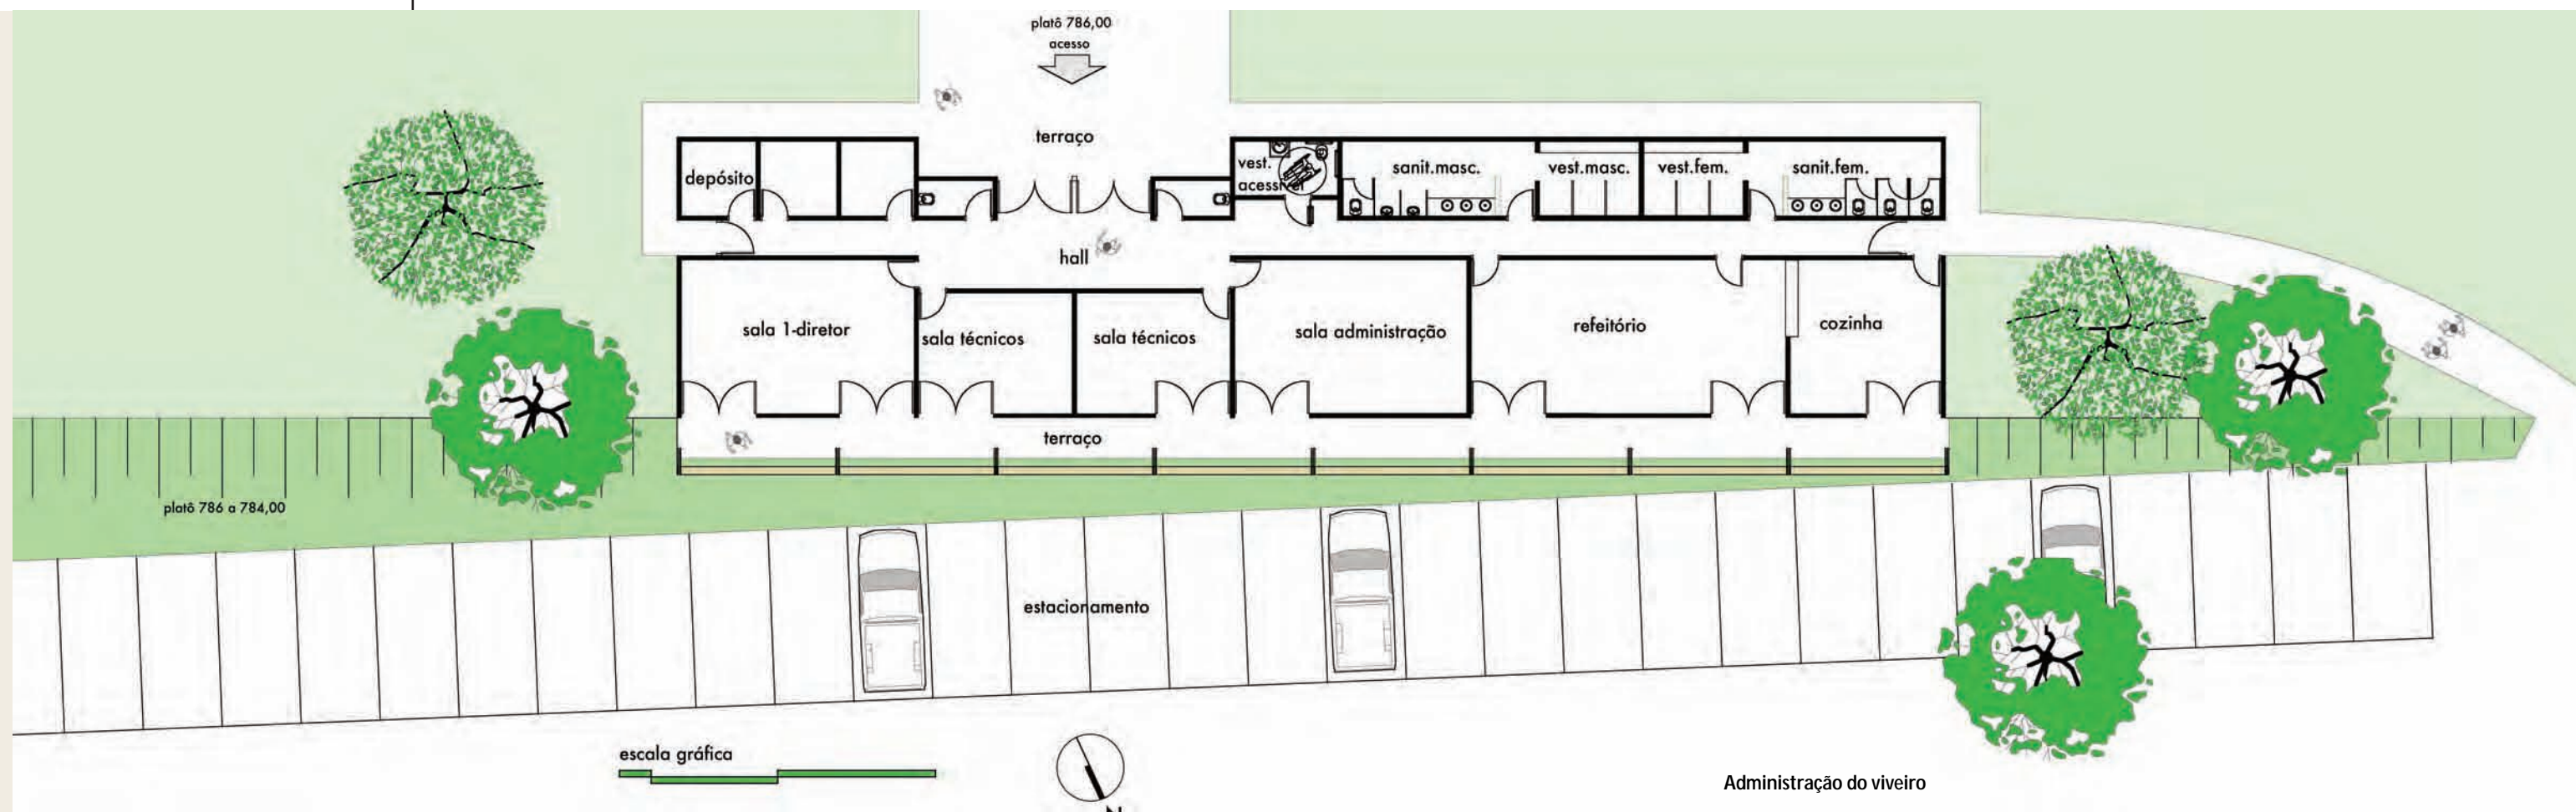 platô 786,00
acesso
terraço
depósito
vest.
acessível
sanit.masc.
vest.masc.
vest.fem.
sanit.fem.
hall
sala 1-diretor
sala técnicos
sala técnicos
sala administração
refeitório
cozinha
terraço
platô 786 a 784,00
estacionamento
escala gráfica
N
Administração do viveiro